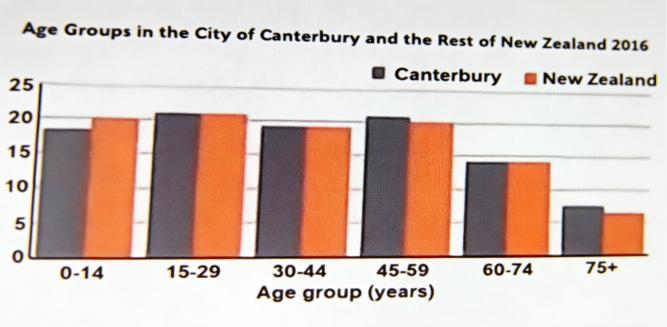 Age Groups in the City of Canterbury and the Rest of New Zealand 2016
Canterbury New Zealand
25
20
15
10
5
0
0-14 15-29 30-44 45-59 60-74 75+
Age group (years)